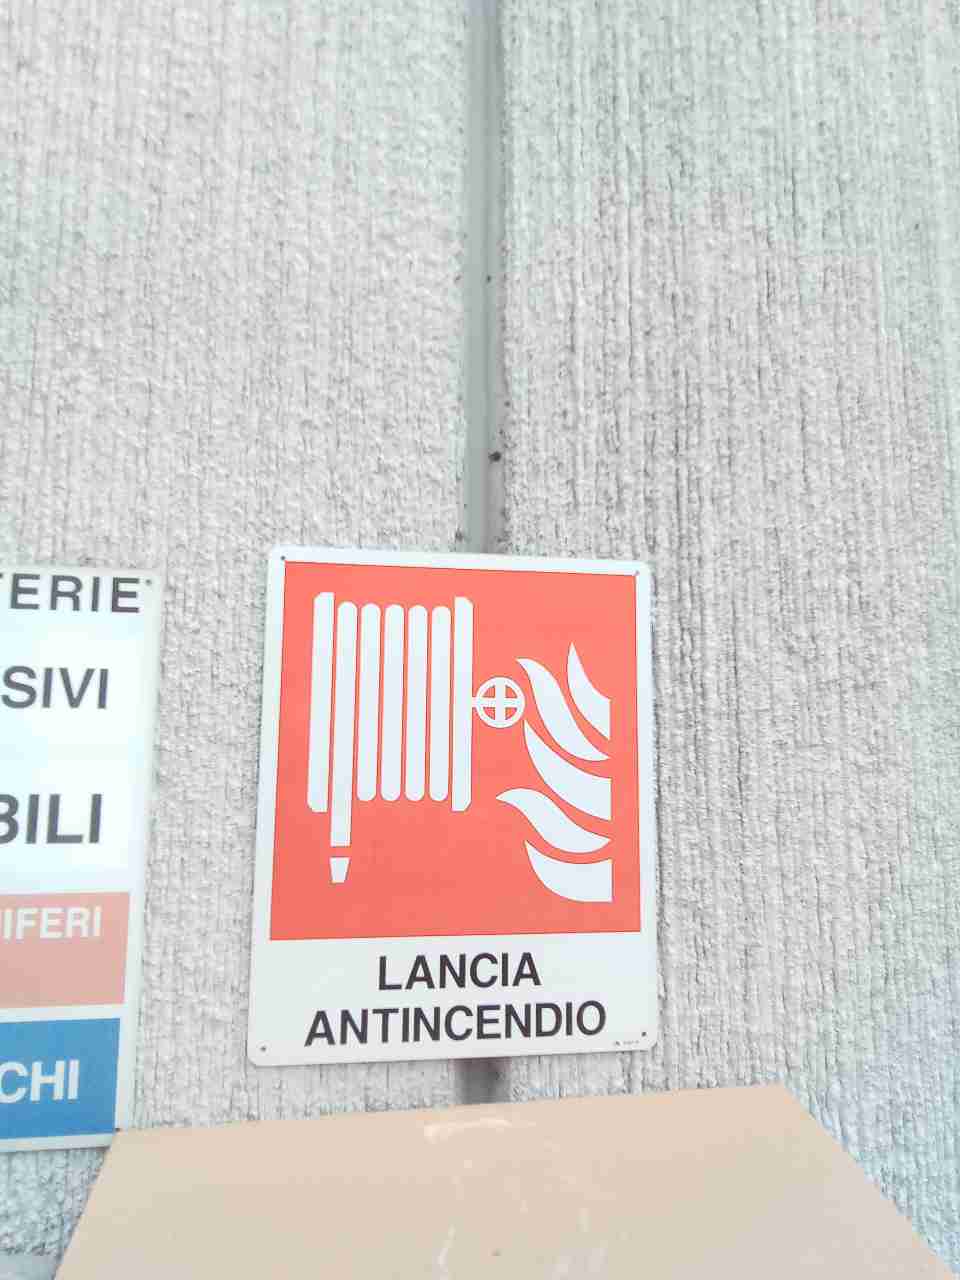 TERIE
SIVI
BILI
IFERI
CHI
LANCIA
ANTINCENDIO